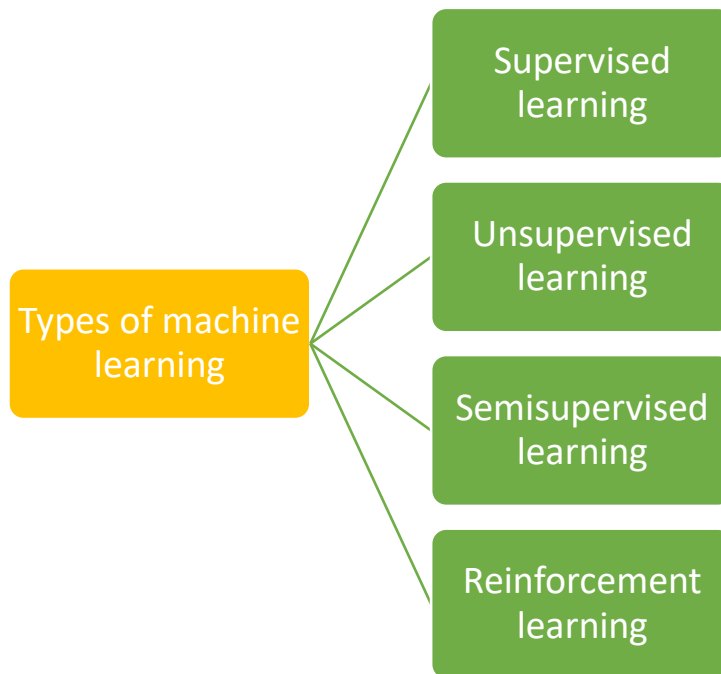 Types of machine
learning
Supervised
learning
Unsupervised
learning
Semisupervised
learning
Reinforcement
learning